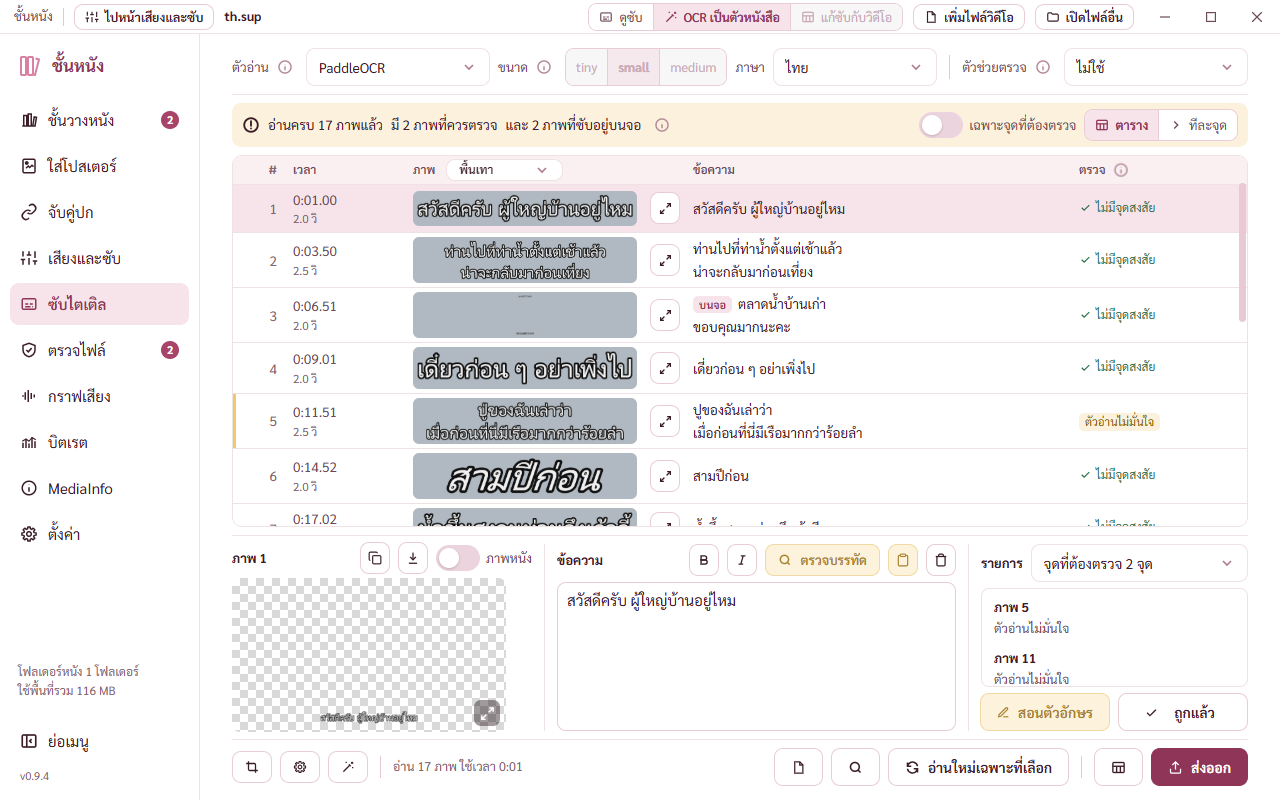 ชั้นหนัง
ไปหน้าเสียงและซับ
th.sup
ดูซับ
OCR เป็นตัวหนังสือ
แก้ซับกับวิดีโอ
เพิ่มไฟล์วิดีโอ
เปิดไฟล์อื่น
ชั้นหนัง
ชั้นวางหนัง 2
ใส่โปสเตอร์
จับคู่ปก
เสียงและซับ
ซับไตเติล
ตรวจไฟล์ 2
กราฟเสียง
บิตเรต
MediaInfo
ตั้งค่า
โฟลเดอร์หนัง 1 โฟลเดอร์
ใช้พื้นที่รวม 116 MB
ย่อเมนู
v0.9.4
ตัวอ่าน PaddleOCR ขนาด tiny small medium ภาษา ไทย ตัวช่วยตรวจ ไม่ใช้
อ่านครบ 17 ภาพแล้ว มี 2 ภาพที่ควรตรวจ และ 2 ภาพที่ซับอยู่บนจอ เฉพาะจุดที่ต้องตรวจ ตาราง ทีละจุด
# เวลา ภาพ พื้นเทา ข้อความ ตรวจ
1 0:01.00 2.0 วิ
สวัสดีครับ ผู้ใหญ่บ้านอยู่ไหม
สวัสดีครับ ผู้ใหญ่บ้านอยู่ไหม
ไม่มีจุดสงสัย
2 0:03.50 2.5 วิ
ท่านไปที่ท่าน้ำตั้งแต่เช้าแล้ว
น่าจะกลับมาก่อนเที่ยง
ท่านไปที่ท่าน้ำตั้งแต่เช้าแล้ว
น่าจะกลับมาก่อนเที่ยง
ไม่มีจุดสงสัย
3 0:06.51 2.0 วิ
บนจอ ตลาดน้ำบ้านเก่า
ขอบคุณมากนะคะ
ไม่มีจุดสงสัย
4 0:09.01 2.0 วิ
เดี๋ยวก่อน ๆ อย่าเพิ่งไป
เดี๋ยวก่อน ๆ อย่าเพิ่งไป
ไม่มีจุดสงสัย
5 0:11.51 2.5 วิ
ปู่ของฉันเล่าว่า
เมื่อก่อนที่นี่มีเรือมากกว่าร้อยลำ
ปูของฉันเล่าว่า
เมื่อก่อนที่นี่มีเรือมากกว่าร้อยลำ
ตัวอ่านไม่มั่นใจ
6 0:14.52 2.0 วิ
สามปีก่อน
สามปีก่อน
ไม่มีจุดสงสัย
0:17.02
ภาพ 1
ภาพหนัง
สวัสดีครับ ผู้ใหญ่บ้านอยู่ไหม
ข้อความ
B I ตรวจบรรทัด
สวัสดีครับ ผู้ใหญ่บ้านอยู่ไหม
รายการ จุดที่ต้องตรวจ 2 จุด
ภาพ 5
ตัวอ่านไม่มั่นใจ
ภาพ 11
ตัวอ่านไม่มั่นใจ
สอนตัวอักษร
ถูกแล้ว
อ่าน 17 ภาพ ใช้เวลา 0:01
อ่านใหม่เฉพาะที่เลือก
ส่งออก